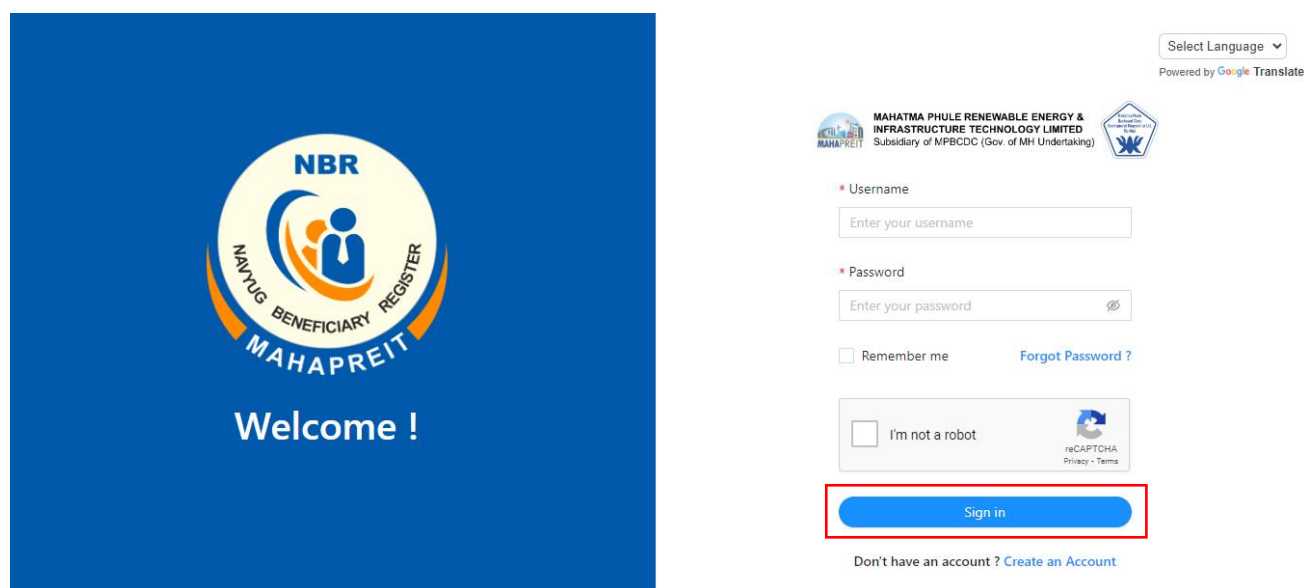 NBR
NAVYUG BENEFICIARY REGISTER
MAHAPREIT
Welcome !
Select Language
Powered by Google Translate
MAHAPREIT
MAHATMA PHULE RENEWABLE ENERGY &
INFRASTRUCTURE TECHNOLOGY LIMITED
Subsidiary of MPBCDC (Gov. of MH Undertaking)
* Username
Enter your username
* Password
Enter your password
Remember me Forgot Password ?
I'm not a robot
reCAPTCHA
Privacy - Terms
Sign in
Don't have an account ? Create an Account